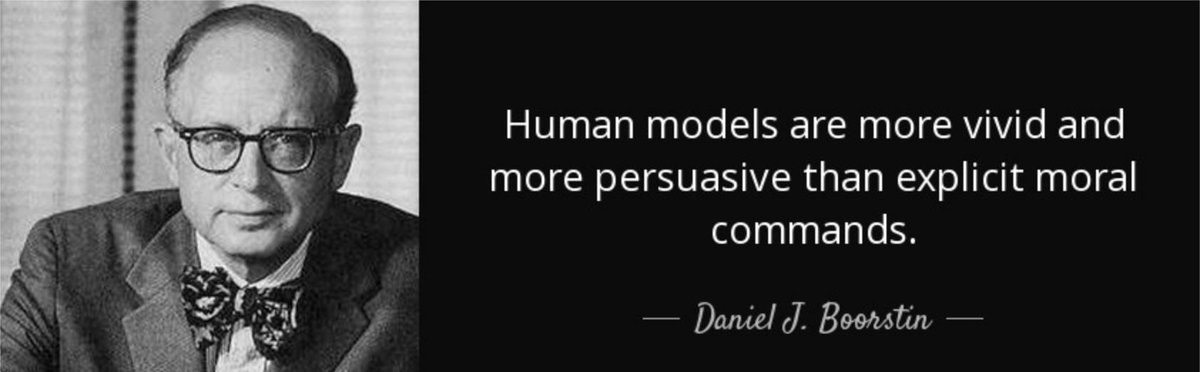 Human models are more vivid and
more persuasive than explicit moral
commands.
Daniel J. Boorstin